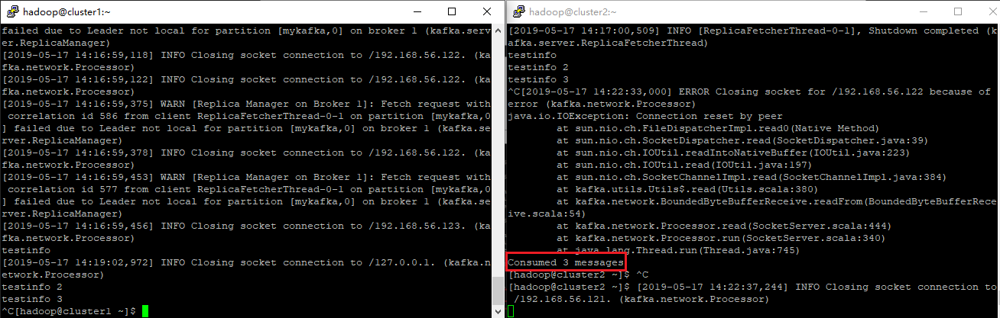 hadoop@cluster1:~
failed due to Leader not local for partition [mykafka,0] on broker 1 (kafka.serv
er.ReplicaManager)
[2019-05-17 14:16:59,118] INFO Closing socket connection to /192.168.56.122. (ka
fka.network.Processor)
[2019-05-17 14:16:59,122] INFO Closing socket connection to /192.168.56.122. (ka
fka.network.Processor)
[2019-05-17 14:16:59,375] WARN [Replica Manager on Broker 1]: Fetch request with
 correlation id 586 from client ReplicaFetcherThread-0-1 on partition [mykafka,0
] failed due to Leader not local for partition [mykafka,0] on broker 1 (kafka.se
rver.ReplicaManager)
[2019-05-17 14:16:59,378] INFO Closing socket connection to /192.168.56.122. (ka
fka.network.Processor)
[2019-05-17 14:16:59,453] WARN [Replica Manager on Broker 1]: Fetch request with
 correlation id 577 from client ReplicaFetcherThread-0-1 on partition [mykafka,0
] failed due to Leader not local for partition [mykafka,0] on broker 1 (kafka.se
rver.ReplicaManager)
[2019-05-17 14:16:59,456] INFO Closing socket connection to /192.168.56.123. (ka
fka.network.Processor)
testinfo
[2019-05-17 14:19:02,972] INFO Closing socket connection to /127.0.0.1. (kafka.n
etwork.Processor)
testinfo 2
testinfo 3
^C[hadoop@cluster1 ~]$
hadoop@cluster2:~
[2019-05-17 14:17:00,509] INFO [ReplicaFetcherThread-0-1], Shutdown completed (k
afka.server.ReplicaFetcherThread)
testinfo
testinfo 2
testinfo 3
^C[2019-05-17 14:22:33,000] ERROR Closing socket for /192.168.56.122 because of
error (kafka.network.Processor)
java.io.IOException: Connection reset by peer
        at sun.nio.ch.FileDispatcherImpl.read0(Native Method)
        at sun.nio.ch.SocketDispatcher.read(SocketDispatcher.java:39)
        at sun.nio.ch.IOUtil.readIntoNativeBuffer(IOUtil.java:223)
        at sun.nio.ch.IOUtil.read(IOUtil.java:197)
        at sun.nio.ch.SocketChannelImpl.read(SocketChannelImpl.java:384)
        at kafka.utils.Utils$.read(Utils.scala:380)
        at kafka.network.BoundedByteBufferReceive.readFrom(BoundedByteBufferRece
ive.scala:54)
        at kafka.network.Processor.read(SocketServer.scala:444)
        at kafka.network.Processor.run(SocketServer.scala:340)
        at java.lang.Thread.run(Thread.java:745)
Consumed 3 messages
[hadoop@cluster2 ~]$ ^C
[hadoop@cluster2 ~]$ [2019-05-17 14:22:37,244] INFO Closing socket connection to
 /192.168.56.121. (kafka.network.Processor)